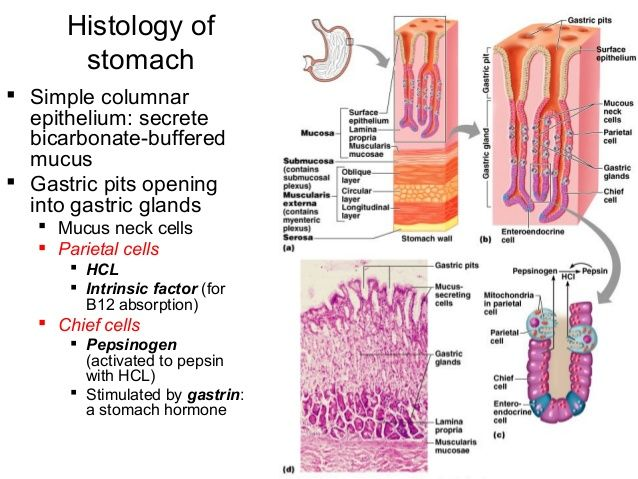 Histology of
stomach
▪ Simple columnar
epithelium: secrete
bicarbonate-buffered
mucus
▪ Gastric pits opening
into gastric glands
▪ Mucus neck cells
▪ Parietal cells
▪ HCL
▪ Intrinsic factor (for
B12 absorption)
▪ Chief cells
▪ Pepsinogen
(activated to pepsin
with HCL)
▪ Stimulated by gastrin:
a stomach hormone
Surface
epithelium
Lamina
propria
Muscularis
mucosae
Mucosa
Submucosa
(contains
submucosal
plexus)
Muscularis
externa
(contains
myenteric
plexus)
Serosa
Oblique
layer
Circular
layer
Longitudinal
layer
Stomach wall
(a)
Gastric pits
Surface
epithelium
Gastric pit
Gastric gland
Mucous
neck
cells
Parietal
cell
Gastric
glands
Chief
cell
Enteroendocrine
cell
(b)
Pepsinogen
Pepsin
HCl
Mitochondria
in parietal
cell
Parietal
cell
Chief
cell
Entero-
endocrine
cell
(c)
Gastric pits
Mucus-
secreting
cells
Gastric
glands
Lamina
propria
Muscularis
mucosae
(d)